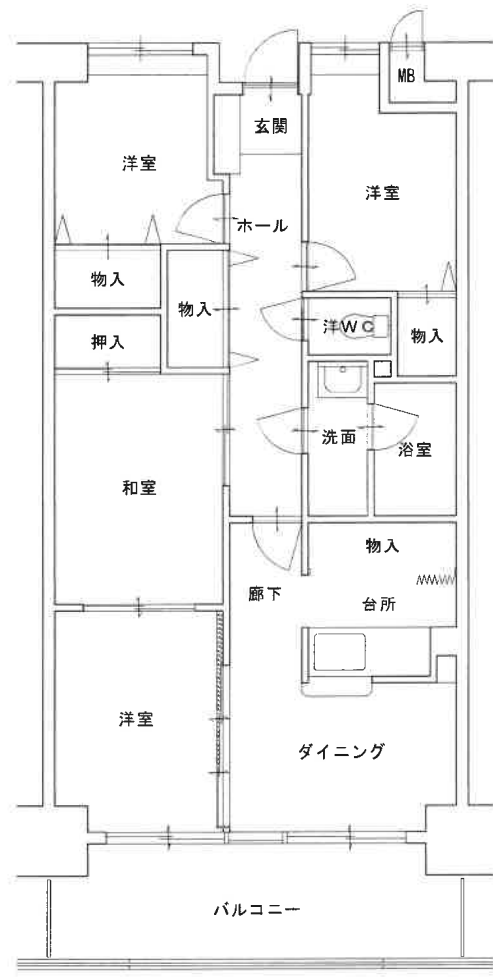 MB
玄関
洋室
洋室
ホール
物入
物入
洋WC
物入
押入
洗面
浴室
和室
物入
廊下
台所
洋室
ダイニング
バルコニー